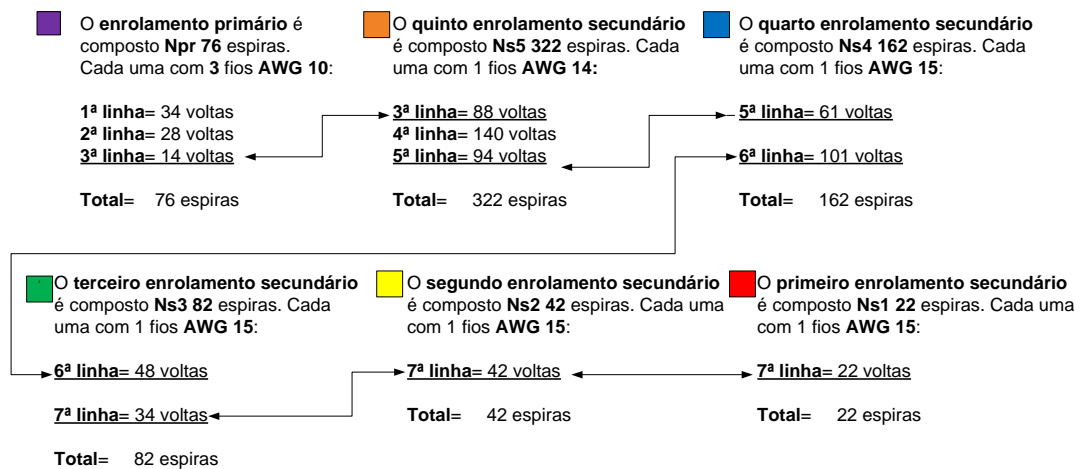 O enrolamento primário é
composto Npr 76 espiras.
Cada uma com 3 fios AWG 10:
1ª linha= 34 voltas
2ª linha= 28 voltas
3ª linha= 14 voltas
Total= 76 espiras
O quinto enrolamento secundário
é composto Ns5 322 espiras. Cada
uma com 1 fios AWG 14:
3ª linha= 88 voltas
4ª linha= 140 voltas
5ª linha= 94 voltas
Total= 322 espiras
O quarto enrolamento secundário
é composto Ns4 162 espiras. Cada
uma com 1 fios AWG 15:
5ª linha= 61 voltas
6ª linha= 101 voltas
Total= 162 espiras
O terceiro enrolamento secundário
é composto Ns3 82 espiras. Cada
uma com 1 fios AWG 15:
6ª linha= 48 voltas
7ª linha= 34 voltas
Total= 82 espiras
O segundo enrolamento secundário
é composto Ns2 42 espiras. Cada uma
com 1 fios AWG 15:
7ª linha= 42 voltas
Total= 42 espiras
O primeiro enrolamento secundário
é composto Ns1 22 espiras. Cada uma
com 1 fios AWG 15:
7ª linha= 22 voltas
Total= 22 espiras